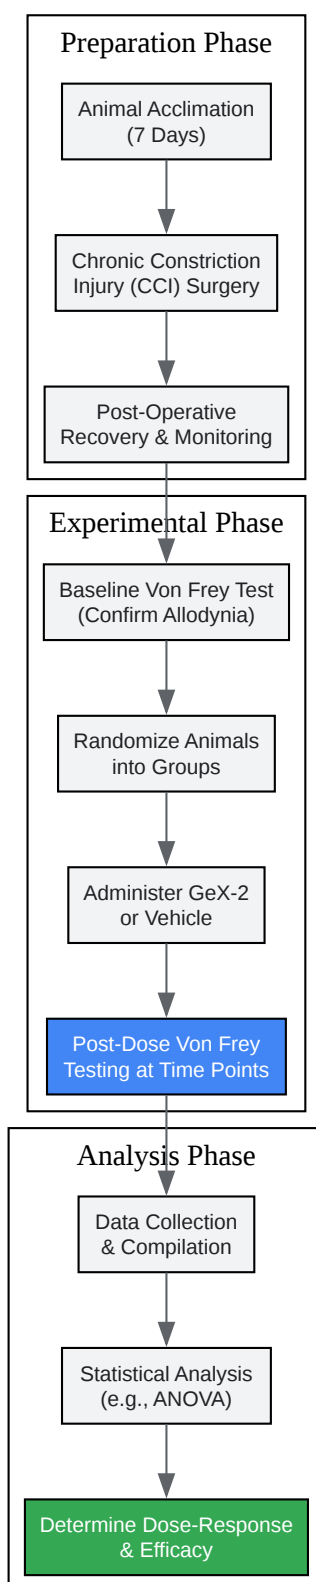 Preparation Phase
Animal Acclimation
(7 Days)
Chronic Constriction
Injury (CCI) Surgery
Post-Operative
Recovery & Monitoring
Experimental Phase
Baseline Von Frey Test
(Confirm Allodynia)
Randomize Animals
into Groups
Administer GeX-2
or Vehicle
Post-Dose Von Frey
Testing at Time Points
Analysis Phase
Data Collection
& Compilation
Statistical Analysis
(e.g., ANOVA)
Determine Dose-Response
& Efficacy